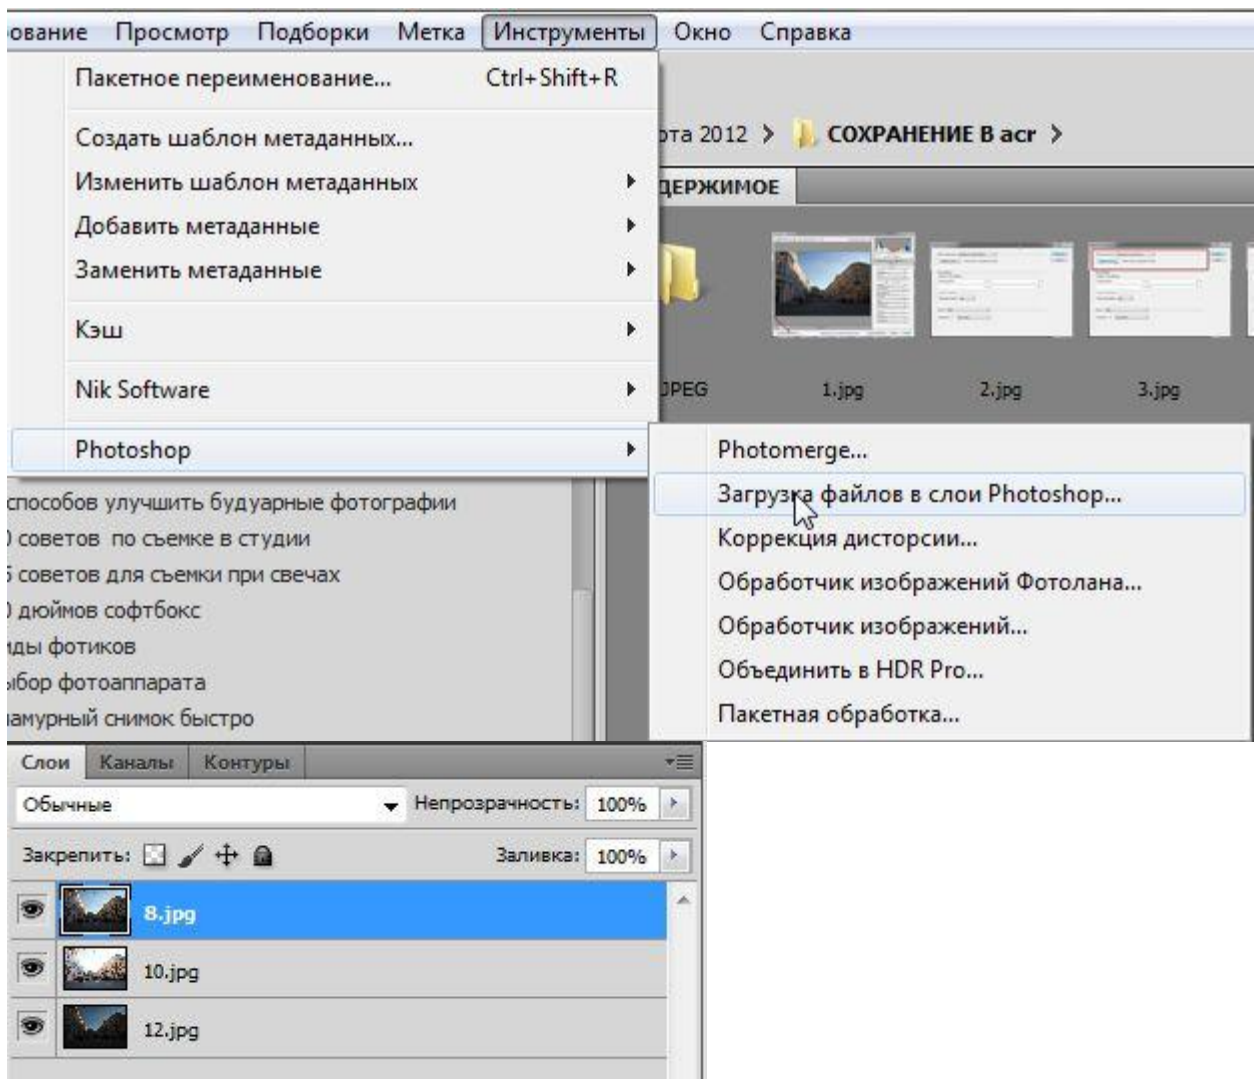 ование Просмотр Подборки Метка Инструменты Окно Справка
Пакетное переименование... Ctrl+Shift+R
Создать шаблон метаданных...
Изменить шаблон метаданных
Добавить метаданные
Заменить метаданные
Кэш
Nik Software
Photoshop
рта 2012 > СОХРАНЕНИЕ В acr >
ДЕРЖИМОЕ
JPEG 1.jpg 2.jpg 3.jpg
Photomerge...
Загрузка файлов в слои Photoshop...
Коррекция дисторсии...
Обработчик изображений Фотолана...
Обработчик изображений...
Объединить в HDR Pro...
Пакетная обработка...
способов улучшить будуарные фотографии
0 советов по съемке в студии
советов для съемки при свечах
0 дюймов софтбокс
иды фотиков
ыбор фотоаппарата
ламурный снимок быстро
Слои Каналы Контуры
Обычные Непрозрачность: 100%
Закрепить: Заливка: 100%
8.jpg
10.jpg
12.jpg